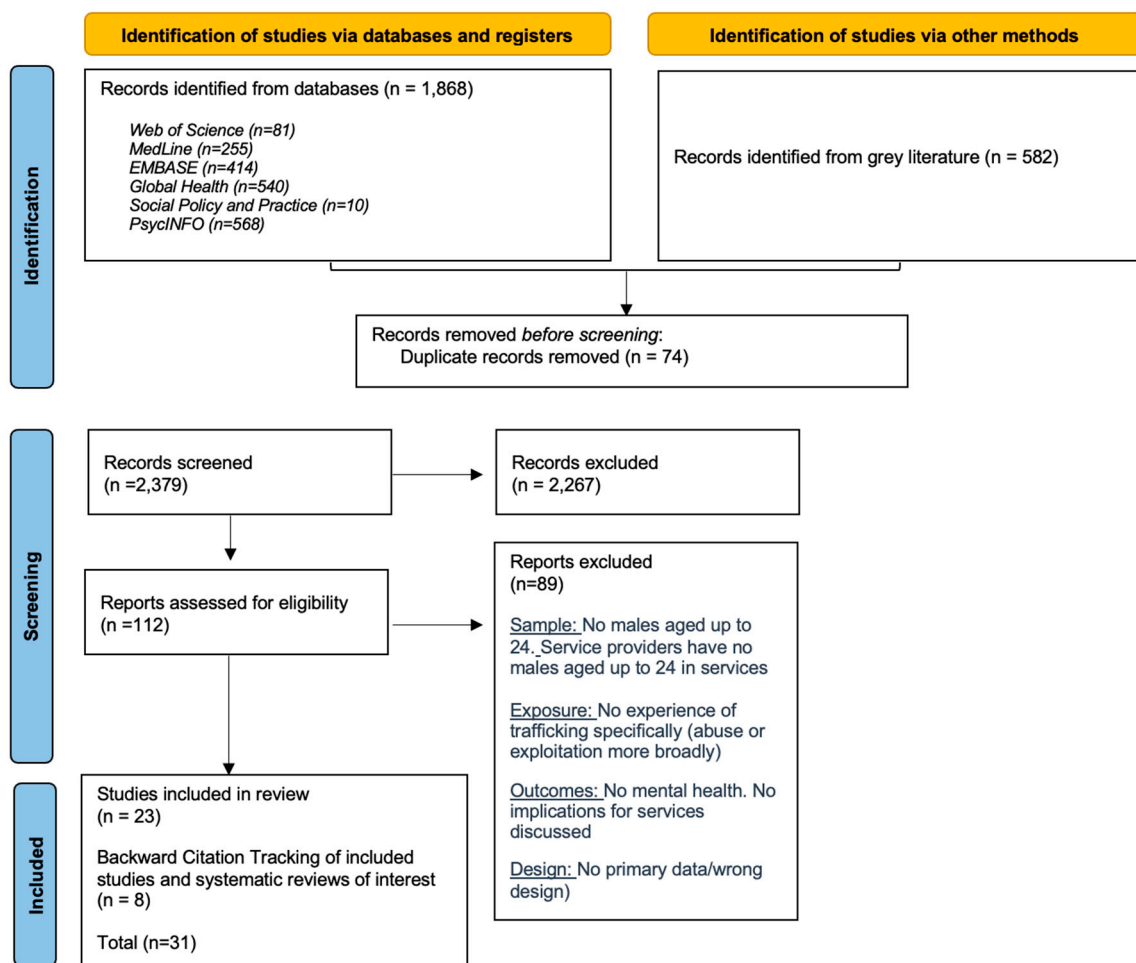 Identification of studies via databases and registers
Identification of studies via other methods
Identification
Records identified from databases (n = 1,868)
Web of Science (n=81)
MedLine (n=255)
EMBASE (n=414)
Global Health (n=540)
Social Policy and Practice (n=10)
PsycINFO (n=568)
Records identified from grey literature (n = 582)
Records removed before screening:
Duplicate records removed (n = 74)
Screening
Records screened
(n =2,379)
Records excluded
(n = 2,267)
Reports assessed for eligibility
(n =112)
Reports excluded
(n=89)
Sample: No males aged up to
24. Service providers have no
males aged up to 24 in services
Exposure: No experience of
trafficking specifically (abuse or
exploitation more broadly)
Outcomes: No mental health. No
implications for services
discussed
Design: No primary data/wrong
design)
Included
Studies included in review
(n = 23)
Backward Citation Tracking of included
studies and systematic reviews of interest
(n = 8)
Total (n=31)